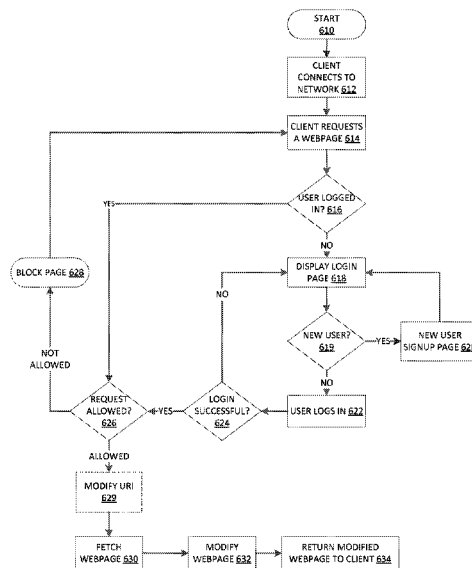 START
610
CLIENT
CONNECTS TO
NETWORK 612
CLIENT REQUESTS
A WEBPAGE 614
YES
USER LOGGED
IN? 616
NO
BLOCK PAGE 628
DISPLAY LOGIN
PAGE 618
NO
NEW USER?
619
YES
NEW USER
SIGNUP PAGE
NOT
ALLOWED
NO
REQUEST
ALLOWED?
626
YES
LOGIN
SUCCESSFUL?
624
USER LOGS IN 622
ALLOWED
MODIFY URI
629
FETCH
WEBPAGE 630
MODIFY
WEBPAGE 632
RETURN MODIFIED
WEBPAGE TO CLIENT 634